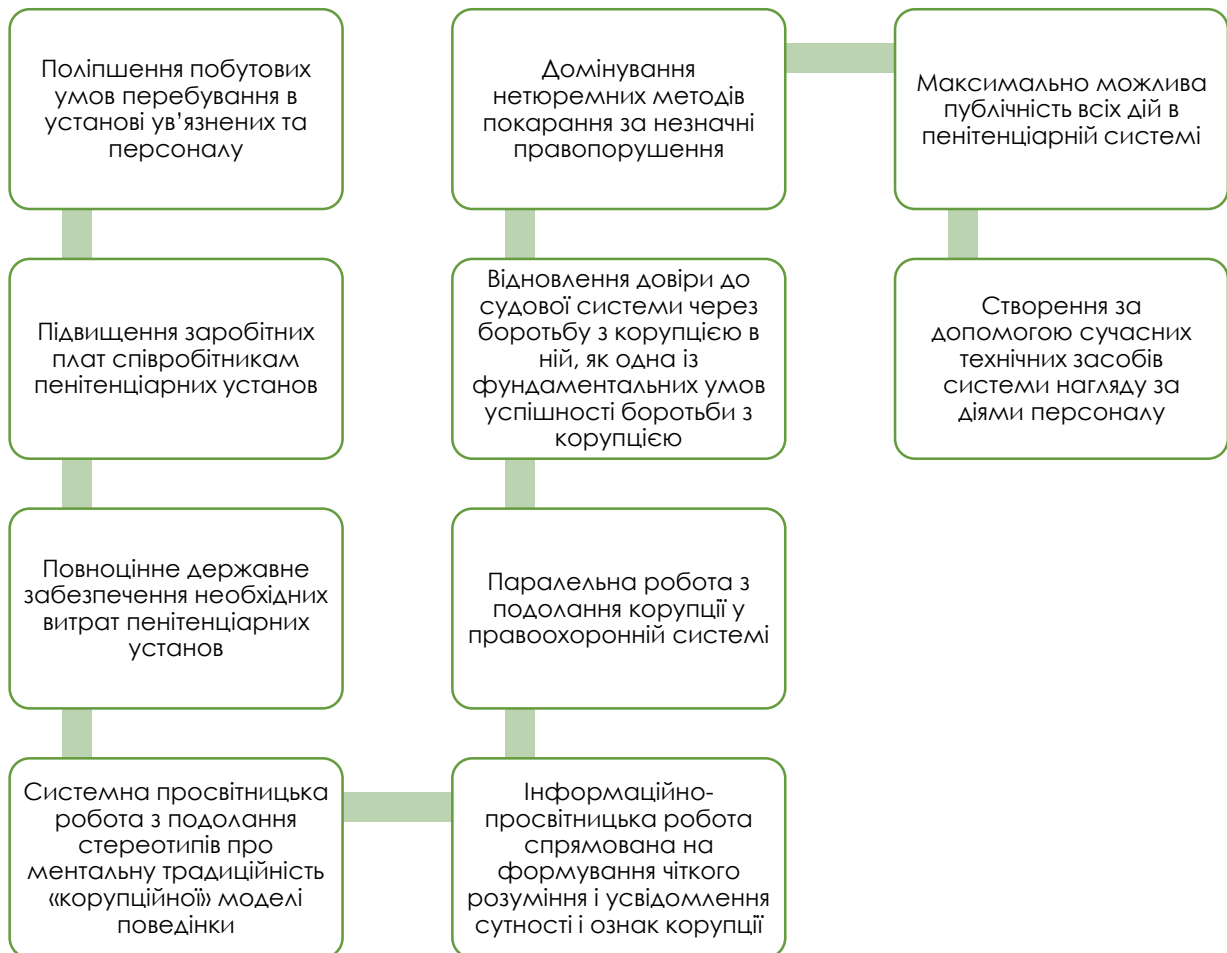 Поліпшення побутових
умов перебування в
установі ув’язнених та
персоналу
Підвищення заробітних
плат співробітникам
пенітенціарних установ
Повноцінне державне
забезпечення необхідних
витрат пенітенціарних
установ
Системна просвітницька
робота з подолання
стереотипів про
ментальну традиційність
«корупційної» моделі
поведінки
Інформаційно-
просвітницька робота
спрямована на
формування чіткого
розуміння і усвідомлення
сутності і ознак корупції
Паралельна робота з
подолання корупції у
правоохоронній системі
Відновлення довіри до
судової системи через
боротьбу з корупцією в
ній, як одна із
фундаментальних умов
успішності боротьби з
корупцією
Домінування
нетюремних методів
покарання за незначні
правопорушення
Максимально можлива
публічність всіх дій в
пенітенціарній системі
Створення за
допомогою сучасних
технічних засобів
системи нагляду за
діями персоналу